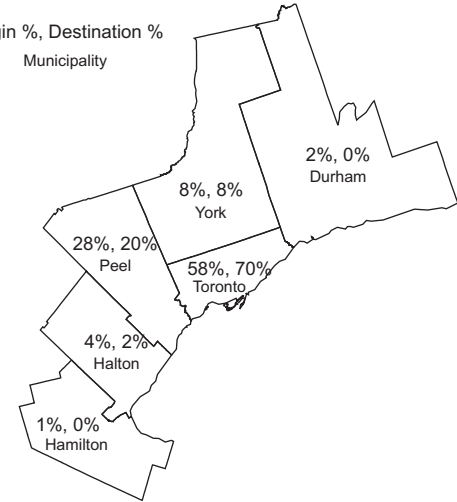 %, Destination %
Municipality
2%, 0%
Durham
8%, 8%
York
28%, 20%
Peel
58%, 70%
Toronto
4%, 2%
Halton
1%, 0%
Hamilton